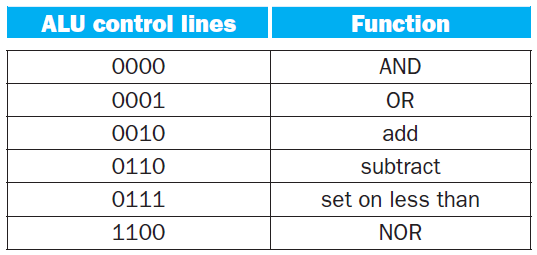 ALU control lines Function
0000 AND
0001 OR
0010 add
0110 subtract
0111 set on less than
1100 NOR